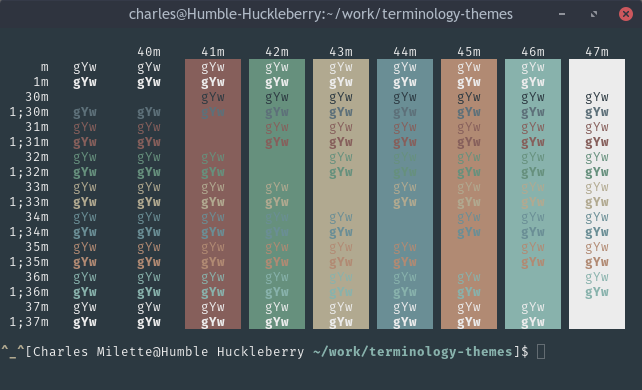 charles@Humble-Huckleberry:~/work/terminology-themes
40m 41m 42m 43m 44m 45m 46m 47m
m gYw gYw gYw gYw gYw gYw gYw gYw
1m gYw gYw gYw gYw gYw gYw gYw gYw
30m gYw gYw gYw gYw gYw gYw gYw
1;30m gYw gYw gYw gYw gYw gYw gYw gYw gYw
31m gYw gYw gYw gYw gYw gYw gYw gYw
1;31m gYw gYw gYw gYw gYw gYw gYw gYw
32m gYw gYw gYw gYw gYw gYw gYw gYw
1;32m gYw gYw gYw gYw gYw gYw gYw gYw
33m gYw gYw gYw gYw gYw gYw gYw gYw
1;33m gYw gYw gYw gYw gYw gYw gYw gYw
34m gYw gYw gYw gYw gYw gYw gYw gYw
1;34m gYw gYw gYw gYw gYw gYw gYw gYw
35m gYw gYw gYw gYw gYw gYw gYw gYw
1;35m gYw gYw gYw gYw gYw gYw gYw gYw
36m gYw gYw gYw gYw gYw gYw gYw gYw
1;36m gYw gYw gYw gYw gYw gYw gYw gYw
37m gYw gYw gYw gYw gYw gYw gYw gYw
1;37m gYw gYw gYw gYw gYw gYw gYw gYw
^_^[Charles Milette@Humble Huckleberry ~/work/terminology-themes]$